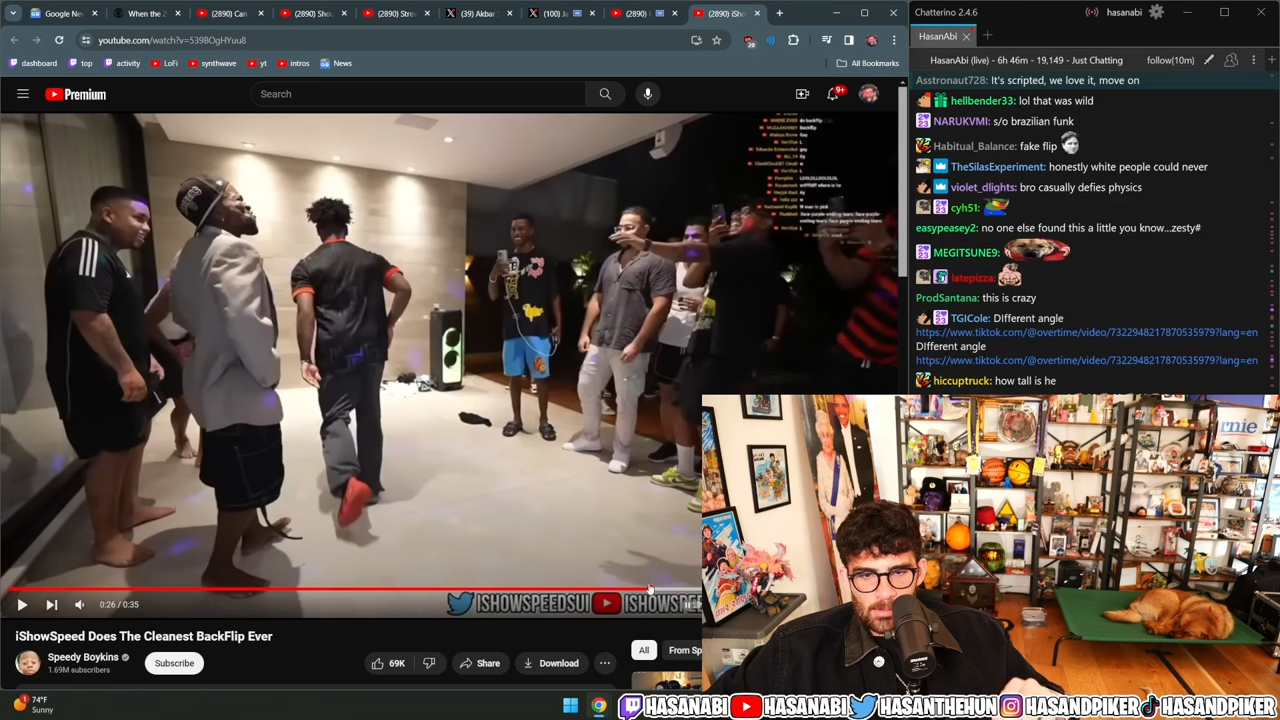 Google Ne
When the 2
(2890) Can
(2890) Shou
(2890) Stree
(39) Akbar
(100) Ja
(2890) iSho
youtube.com/watch?v=539BOgHYuu8
dashboard
top
activity
LoFi
synthwave
yt
intros
News
All Bookmarks
Premium
Search
9+
0:26 / 0:35
ISHOWSPEEDSUI
ISHOWSPE
iShowSpeed Does The Cleanest BackFlip Ever
Speedy Boykins
1.69M subscribers
Subscribe
69K
Share
Download
All
From Sp
74°F
Sunny
Chatterino 2.4.6
hasanabi
HasanAbi
HasanAbi (live) - 6h 46m - 19,149 - Just Chatting
follow(10m)
Asstronaut728: It's scripted, we love it, move on
hellbender33: lol that was wild
NARUKVMI: s/o brazilian funk
Habitual_Balance: fake flip
TheSilasExperiment: honestly white people could never
violet_dlights: bro casually defies physics
cyh51:
easypeasey2: no one else found this a little you know...zesty#
MEGITSUNE9:
latepizza:
ProdSantana: this is crazy
TGICole: DIfferent angle
https://www.tiktok.com/@overtime/video/7322948217870535979?lang=en
DIfferent angle
https://www.tiktok.com/@overtime/video/7322948217870535979?lang=en
hiccuptruck: how tall is he
rnie
HASANABI
HASANABI
HASANTHEHUN
HASANDPIKER
HASANDPIKER